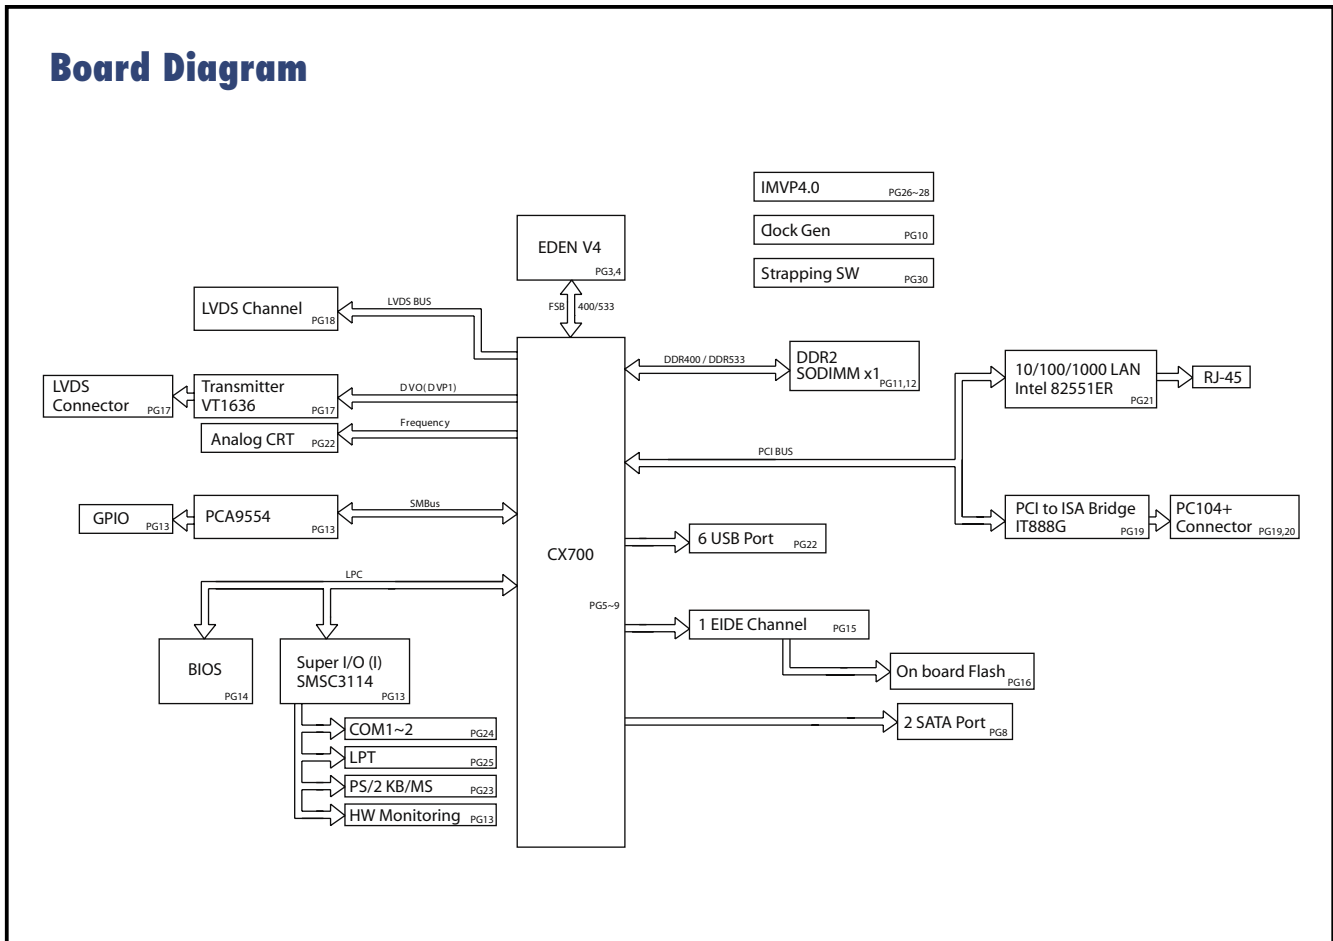 Board Diagram
IMVP4.0 PG26~28
Clock Gen PG10
Strapping SW PG30
EDEN V4
PG3,4
FSB 400/533
LVDS Channel PG18
LVDS BUS
LVDS
Connector PG17
Transmitter
VT1636 PG17
DVO(DVP1)
Analog CRT PG22
Frequency
GPIO PG13
PCA9554 PG13
SMBus
LPC
BIOS
PG14
Super I/O (I)
SMSC3114
PG13
COM1~2 PG24
LPT PG25
PS/2 KB/MS PG23
HW Monitoring PG13
CX700
PG5~9
DDR400 / DDR533
DDR2
SODIMM x1
PG11,12
PCI BUS
10/100/1000 LAN
Intel 82551ER
PG21
RJ-45
PCI to ISA Bridge
IT888G PG19
PC104+
Connector PG19,20
6 USB Port PG22
1 EIDE Channel PG15
On board Flash PG16
2 SATA Port PG8